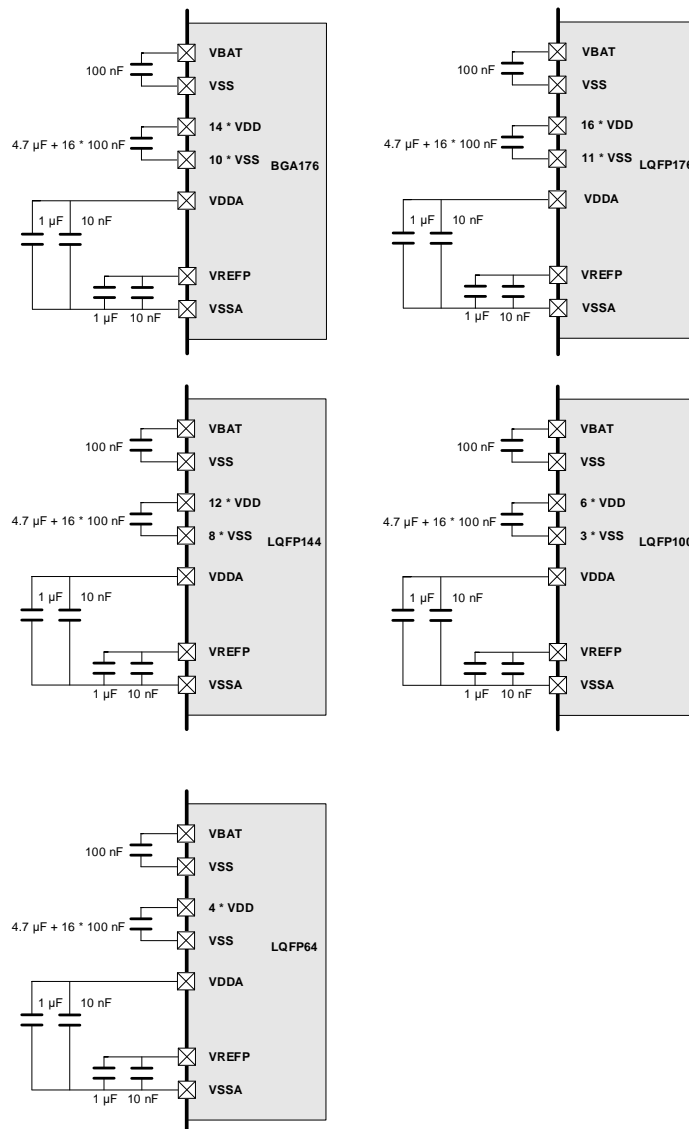 VBAT
100 nF
VSS
14 * VDD
4.7 µF + 16 * 100 nF
10 * VSS
BGA176
VDDA
1 µF
10 nF
VREFP
VSSA
1 µF
10 nF
VBAT
100 nF
VSS
16 * VDD
4.7 µF + 16 * 100 nF
11 * VSS
LQFP176
VDDA
1 µF
10 nF
VREFP
VSSA
1 µF
10 nF
VBAT
100 nF
VSS
12 * VDD
4.7 µF + 16 * 100 nF
8 * VSS
LQFP144
VDDA
1 µF
10 nF
VREFP
VSSA
1 µF
10 nF
VBAT
100 nF
VSS
6 * VDD
4.7 µF + 16 * 100 nF
3 * VSS
LQFP100
VDDA
1 µF
10 nF
VREFP
VSSA
1 µF
10 nF
VBAT
100 nF
VSS
4 * VDD
4.7 µF + 16 * 100 nF
VSS
LQFP64
VDDA
1 µF
10 nF
VREFP
VSSA
1 µF
10 nF